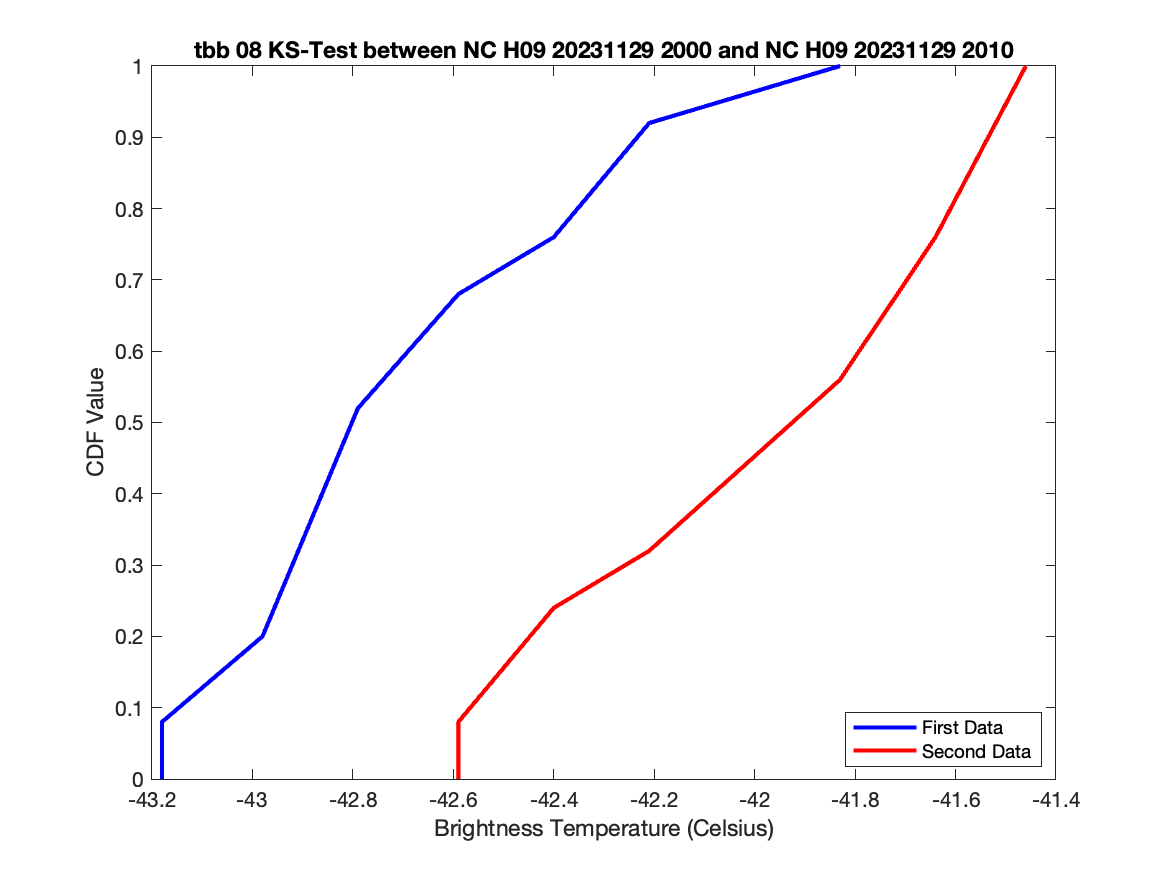 tbb 08 KS-Test between NC H09 20231129 2000 and NC H09 20231129 2010
1
0.9
0.8
0.7
0.6
0.5
0.4
0.3
0.2
0.1
0
CDF Value
First Data
Second Data
-43.2 -43 -42.8 -42.6 -42.4 -42.2 -42 -41.8 -41.6 -41.4
Brightness Temperature (Celsius)